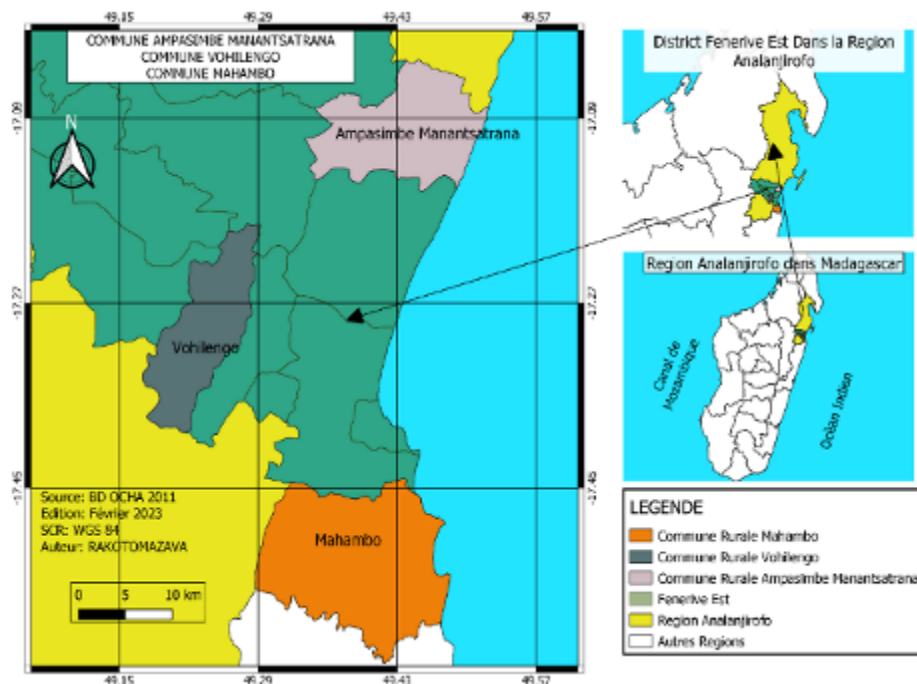 49.15 49.29 49.43 49.57
COMMUNE AMPASIMBE MANANTSATRANA
COMMUNE VOHILENGO
COMMUNE MAHAMBO
N
-17.09
-17.09
Ampasimbe Manantsatrana
-17.27
-17.27
Vohilengo
-17.45
-17.45
Source: BD OCHA 2011
Edition: Février 2023
SCR: WGS 84
Auteur: RAKOTOMAZAVA
Mahambo
0 5 10 km
49.15 49.29 49.43 49.57
District Fenerive Est Dans la Region
Analanjirofo
Region Analanjirofo dans Madagascar
Canal de
Mozambique
Océan Indien
LEGENDE
Commune Rurale Mahambo
Commune Rurale Vohilengo
Commune Rurale Ampasimbe Manantsatrana
Fenerive Est
Region Analanjirofo
Autres Regions